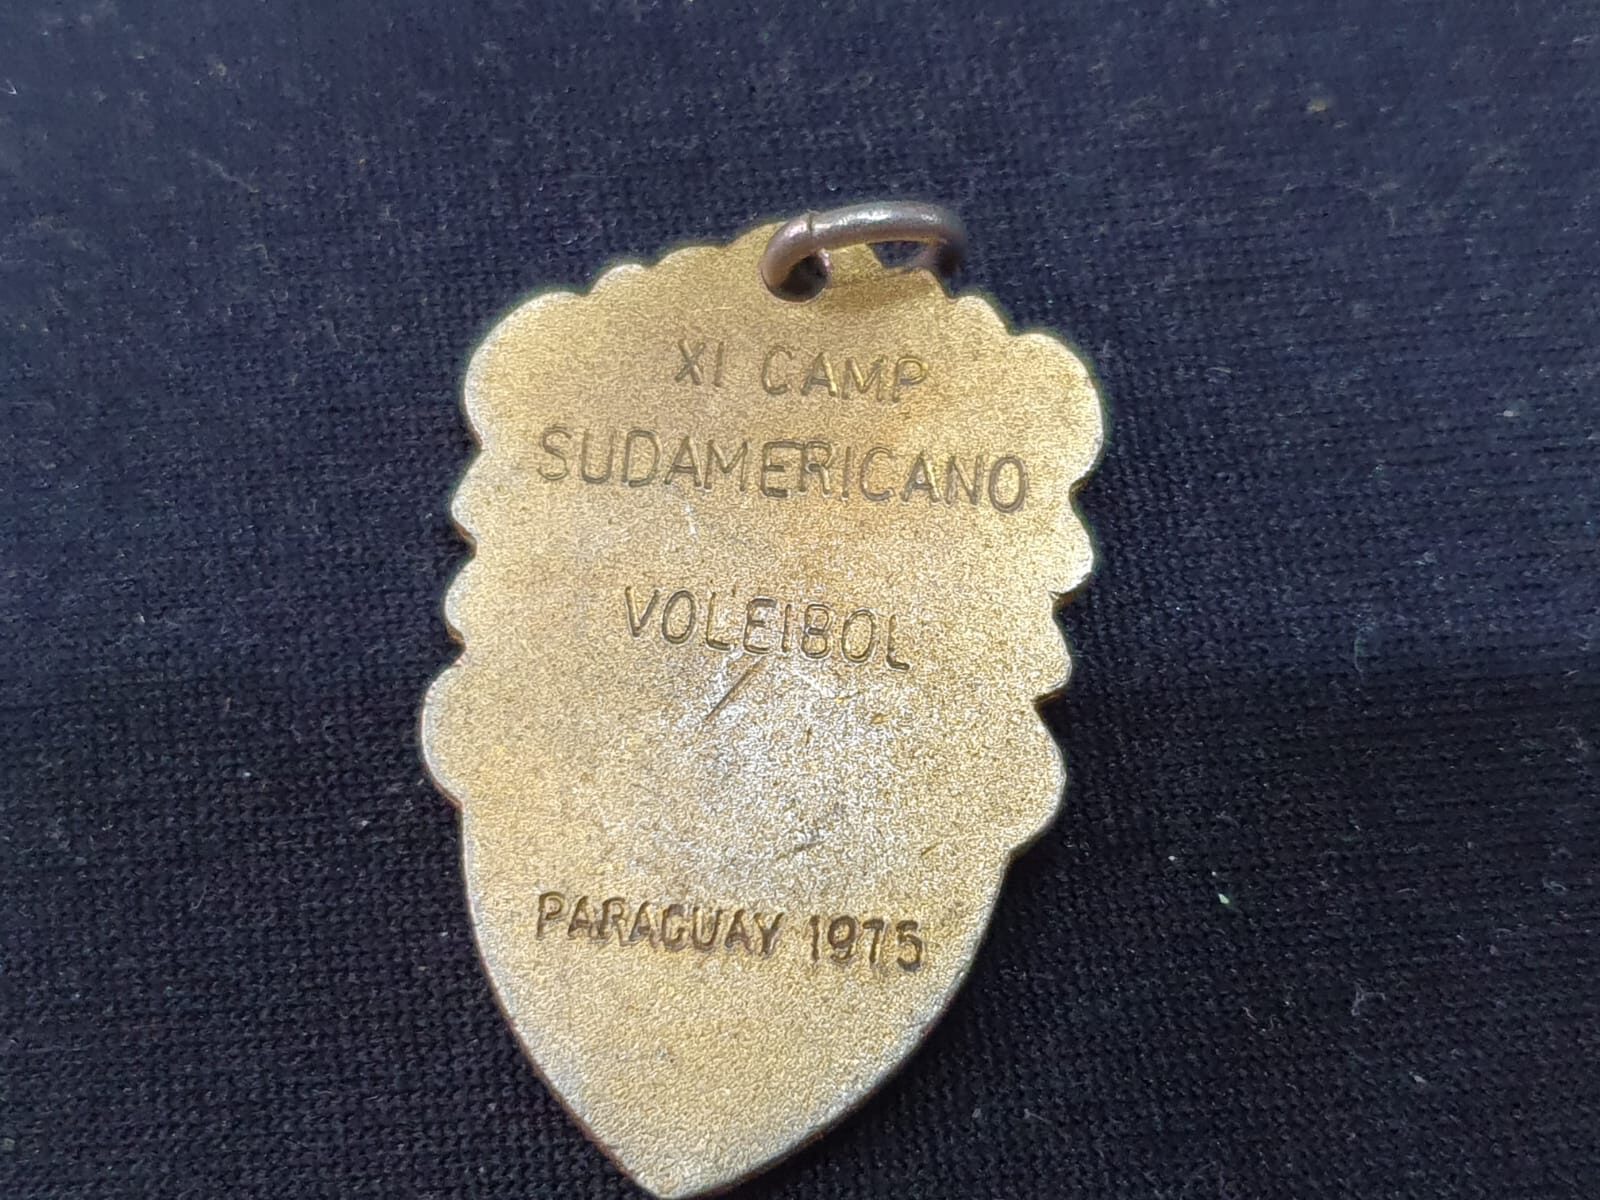 XI CAMP
SUDAMERICANO
VOLEIBOL
PARAGUAY 1975